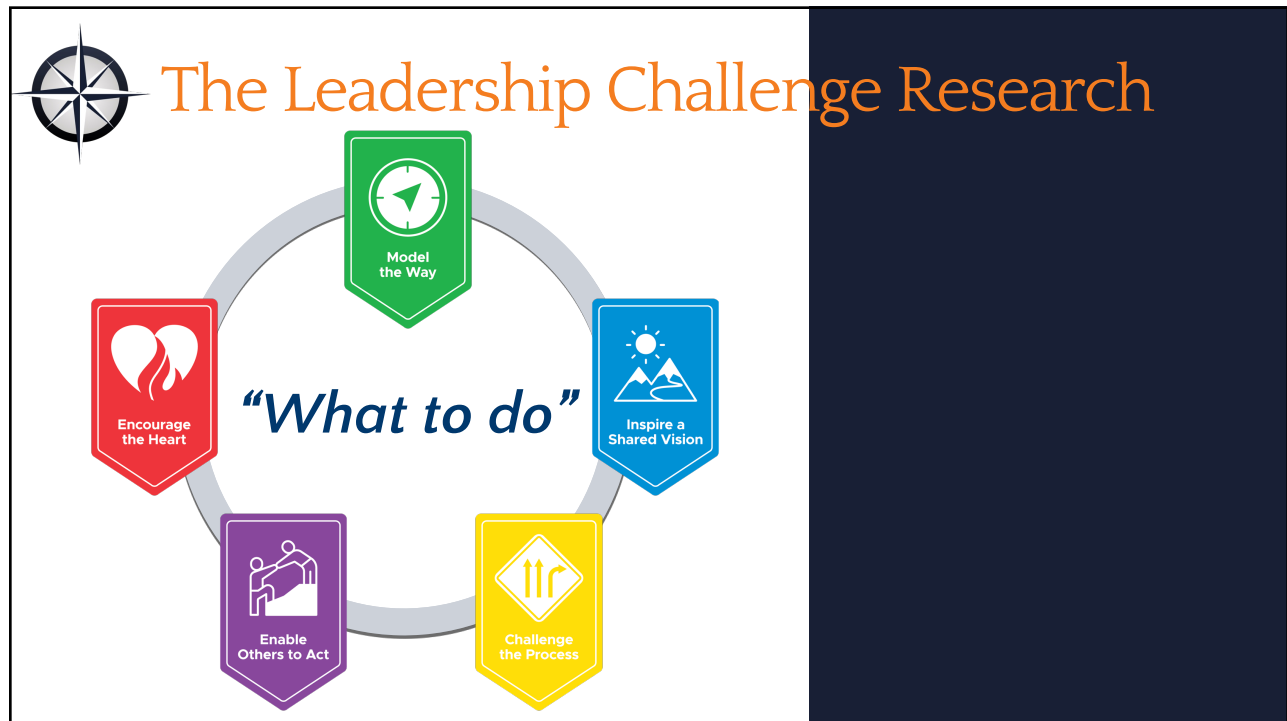 The Leadership Challenge Research
Model
the Way
Encourage
the Heart
“What to do”
Inspire a
Shared Vision
Enable
Others to Act
Challenge
the Process